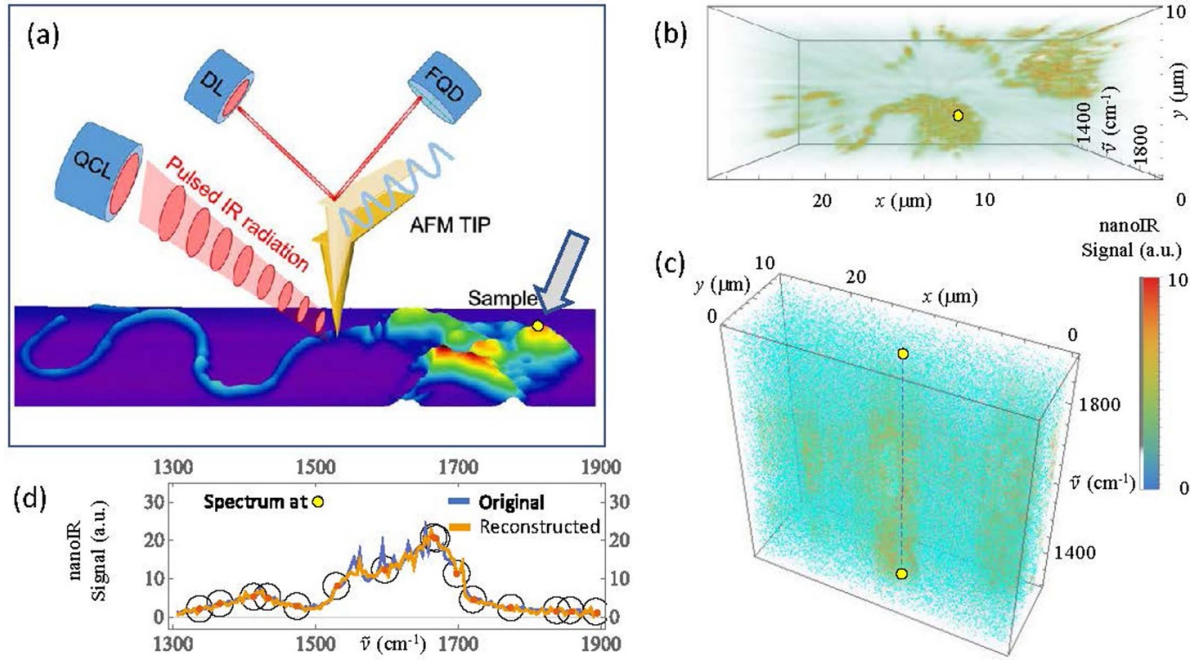 (a)
DL
FQD
QCL
Pulsed IR radiation
AFM TIP
Sample
(b)
10
y (μm)
0
1400
ṽ (cm⁻¹)
1800
20
x (μm)
10
nanoIR
Signal (a.u.)
10
0
(c)
10
y (μm)
0
20
x (μm)
0
1800
ṽ (cm⁻¹)
1400
(d)
1300 1500 1700 1900
30 Spectrum at Original 30
Reconstructed
20 20
10 10
0 0
nanoIR
Signal (a.u.)
1300 1500 ṽ (cm⁻¹) 1700 1900